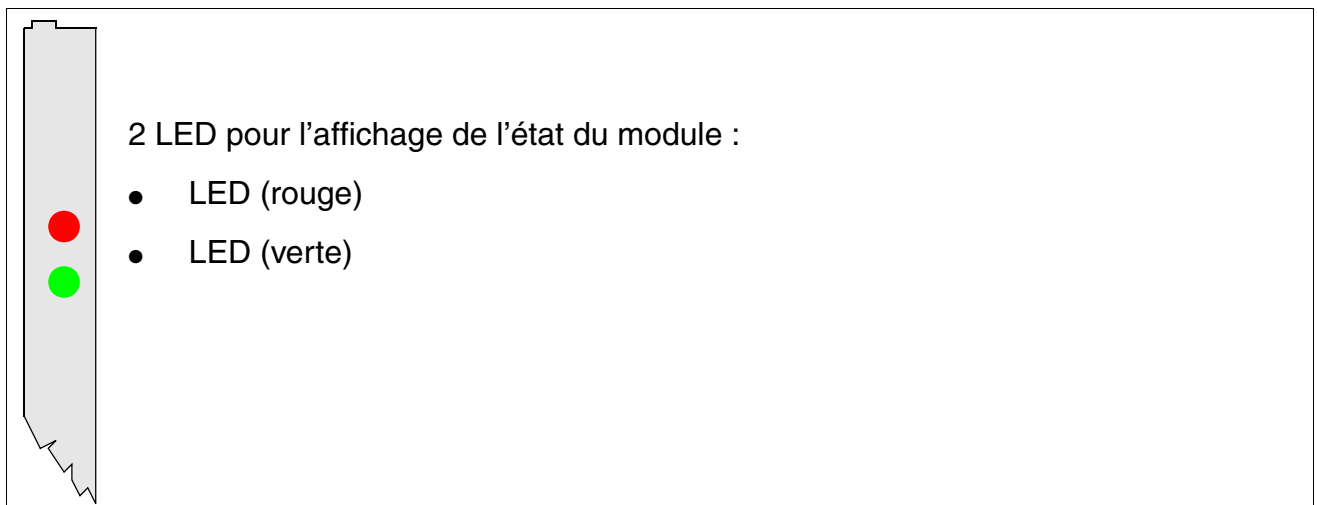 2 LED pour l’affichage de l’état du module :
● LED (rouge)
● LED (verte)